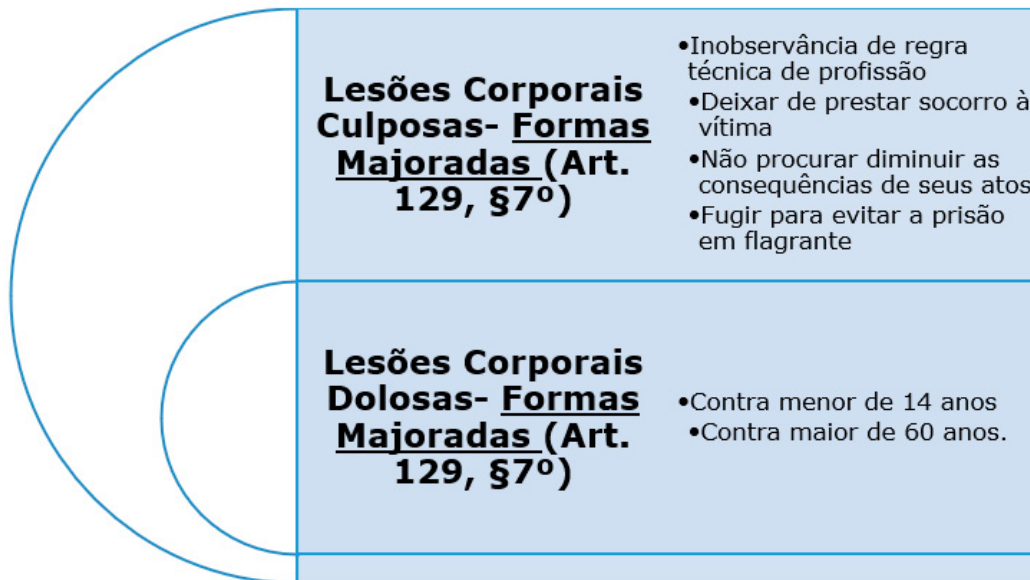 Lesões Corporais
Culposas- Formas
Majoradas (Art.
129, §7º)
•Inobservância de regra
técnica de profissão
•Deixar de prestar socorro à
vítima
•Não procurar diminuir as
consequências de seus atos
•Fugir para evitar a prisão
em flagrante
Lesões Corporais
Dolosas- Formas
Majoradas (Art.
129, §7º)
•Contra menor de 14 anos
•Contra maior de 60 anos.